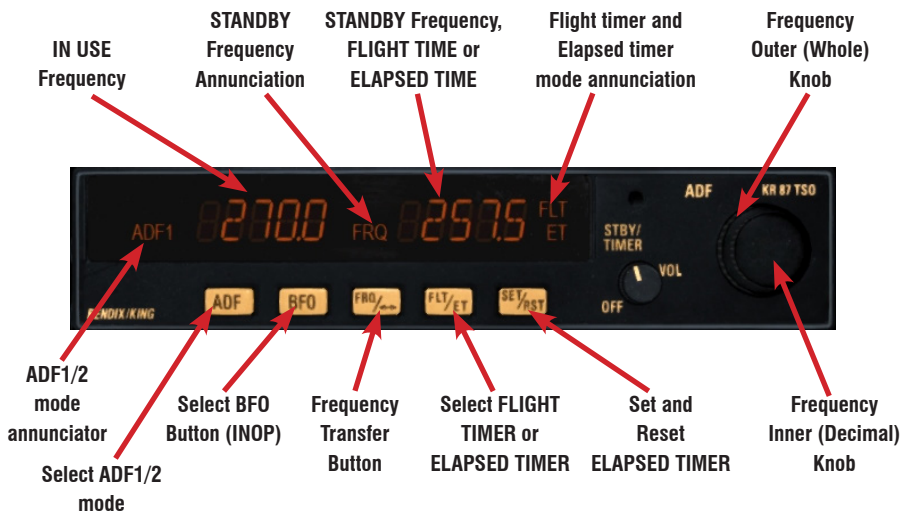 IN USE
Frequency
STANDBY
Frequency
Annunciation
STANDBY Frequency,
FLIGHT TIME or
ELAPSED TIME
Flight timer and
Elapsed timer
mode annunciation
Frequency
Outer (Whole)
Knob
ADF1
270.0
FRQ
257.5
FLT
ET
STBY/
TIMER
VOL
OFF
ADF
KR 87 TSO
BENDIX/KING
ADF
BFO
FRQ/↔
FLT/ET
SET/RST
ADF1/2
mode
annunciator
Select ADF1/2
mode
Select BFO
Button (INOP)
Frequency
Transfer
Button
Select FLIGHT
TIMER or
ELAPSED TIMER
Set and
Reset
ELAPSED TIMER
Frequency
Inner (Decimal)
Knob